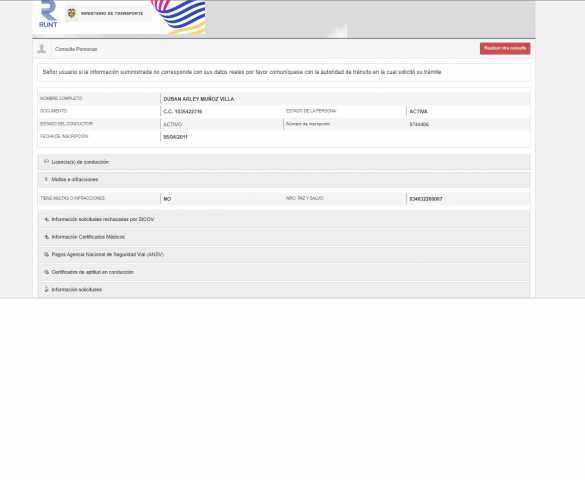 RUNT
MINISTERIO DE TRANSPORTE
Consulta Personas
Realizar otra consulta
Señor usuario si la información suministrada no corresponde con sus datos reales por favor comuníquese con la autoridad de tránsito en la cual solicitó su trámite
NOMBRE COMPLETO: DUBAN ARLEY MUÑOZ VILLA
DOCUMENTO: C.C. 1035422716 ESTADO DE LA PERSONA: ACTIVA
ESTADO DEL CONDUCTOR: ACTIVO Número de inscripción: 9744406
FECHA DE INSCRIPCIÓN: 05/04/2011
Licencia(s) de conducción
Multas e infracciones
TIENE MULTAS O INFRACCIONES: NO NRO. PAZ Y SALVO:
Información solicitudes rechazadas por SICOV
Información Certificados Médicos
Pagos Agencia Nacional de Seguridad Vial (ANSV)
Certificados de aptitud en conducción
Información solicitudes